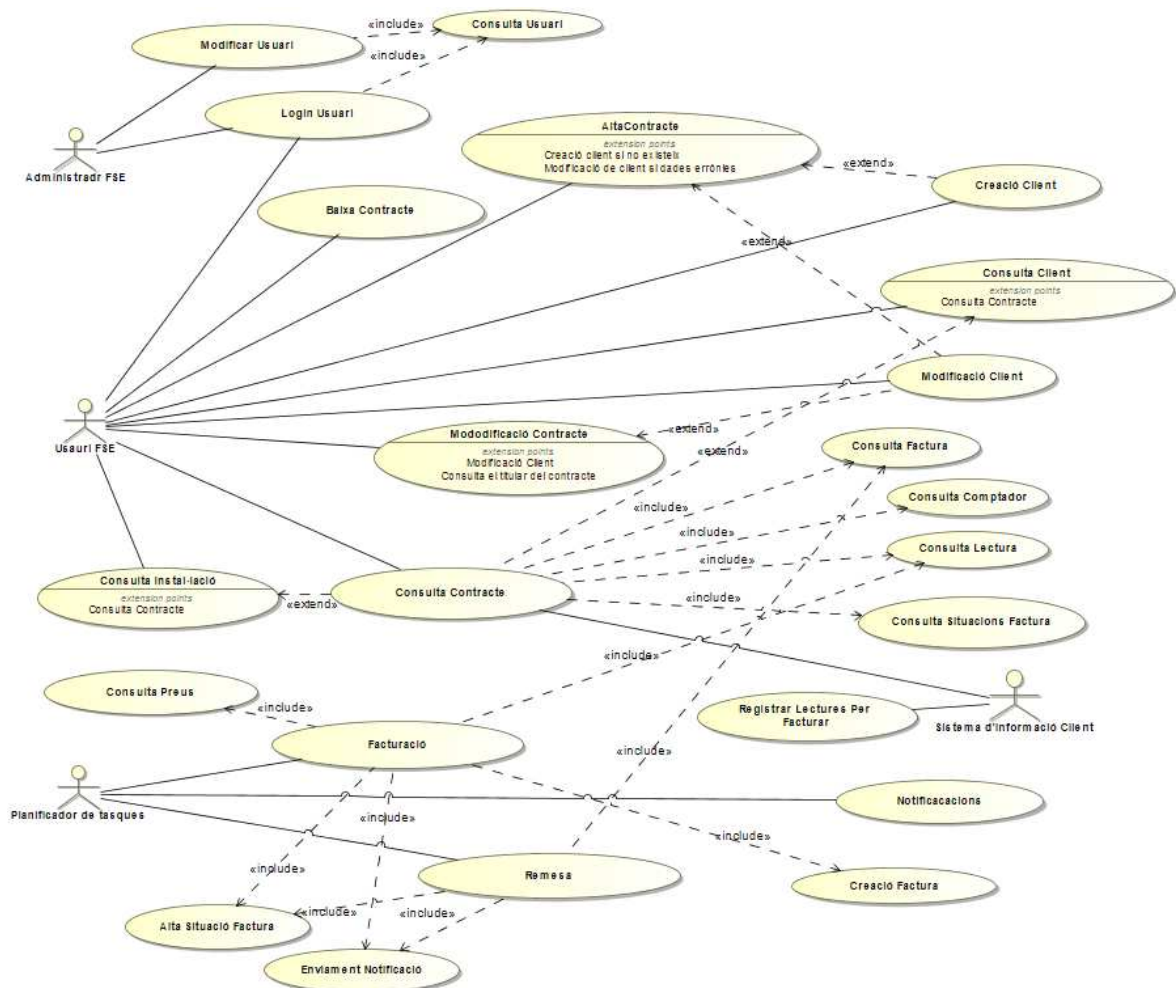 «include»
Consulta Usuari
Modificar Usuari
«include»
Login Usuari
AltaContracte
extension points
Creació client si no existeix
Modificació de client si dades errònies
«extend»
Creació Client
Administradr FSE
Baixa Contracte
«extend»
Consulta Client
extension points
Consulta Contracte
Modificació Client
Usauri FSE
Mododificació Contracte
extension points
Modificació Client
Consulta el titular del contracte
«extend»
«extend»
Consulta Factura
«include»
Consulta Comptador
«include»
«include»
Consulta Lectura
Consulta Instal·lació
extension points
Consulta Contracte
«extend»
Consulta Contracte
«include»
Consulta Situacions Factura
«include»
Consulta Preus
«include»
Registrar Lectures Per
Facturar
Sistema d'Informació Client
Facturació
«include»
Planificador de tasques
Notificacacions
«include»
«include»
«include»
Remesa
Creació Factura
Alta Situació Factura
«include»
«include»
Enviament Notificació